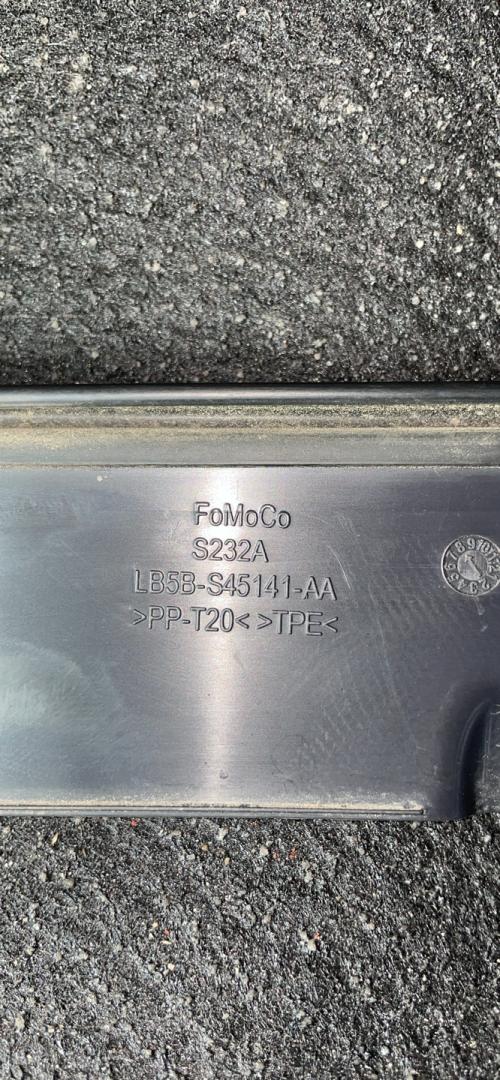 FoMoCo
S232A
LB5B-S45141-AA
>PP-T20< >TPE<